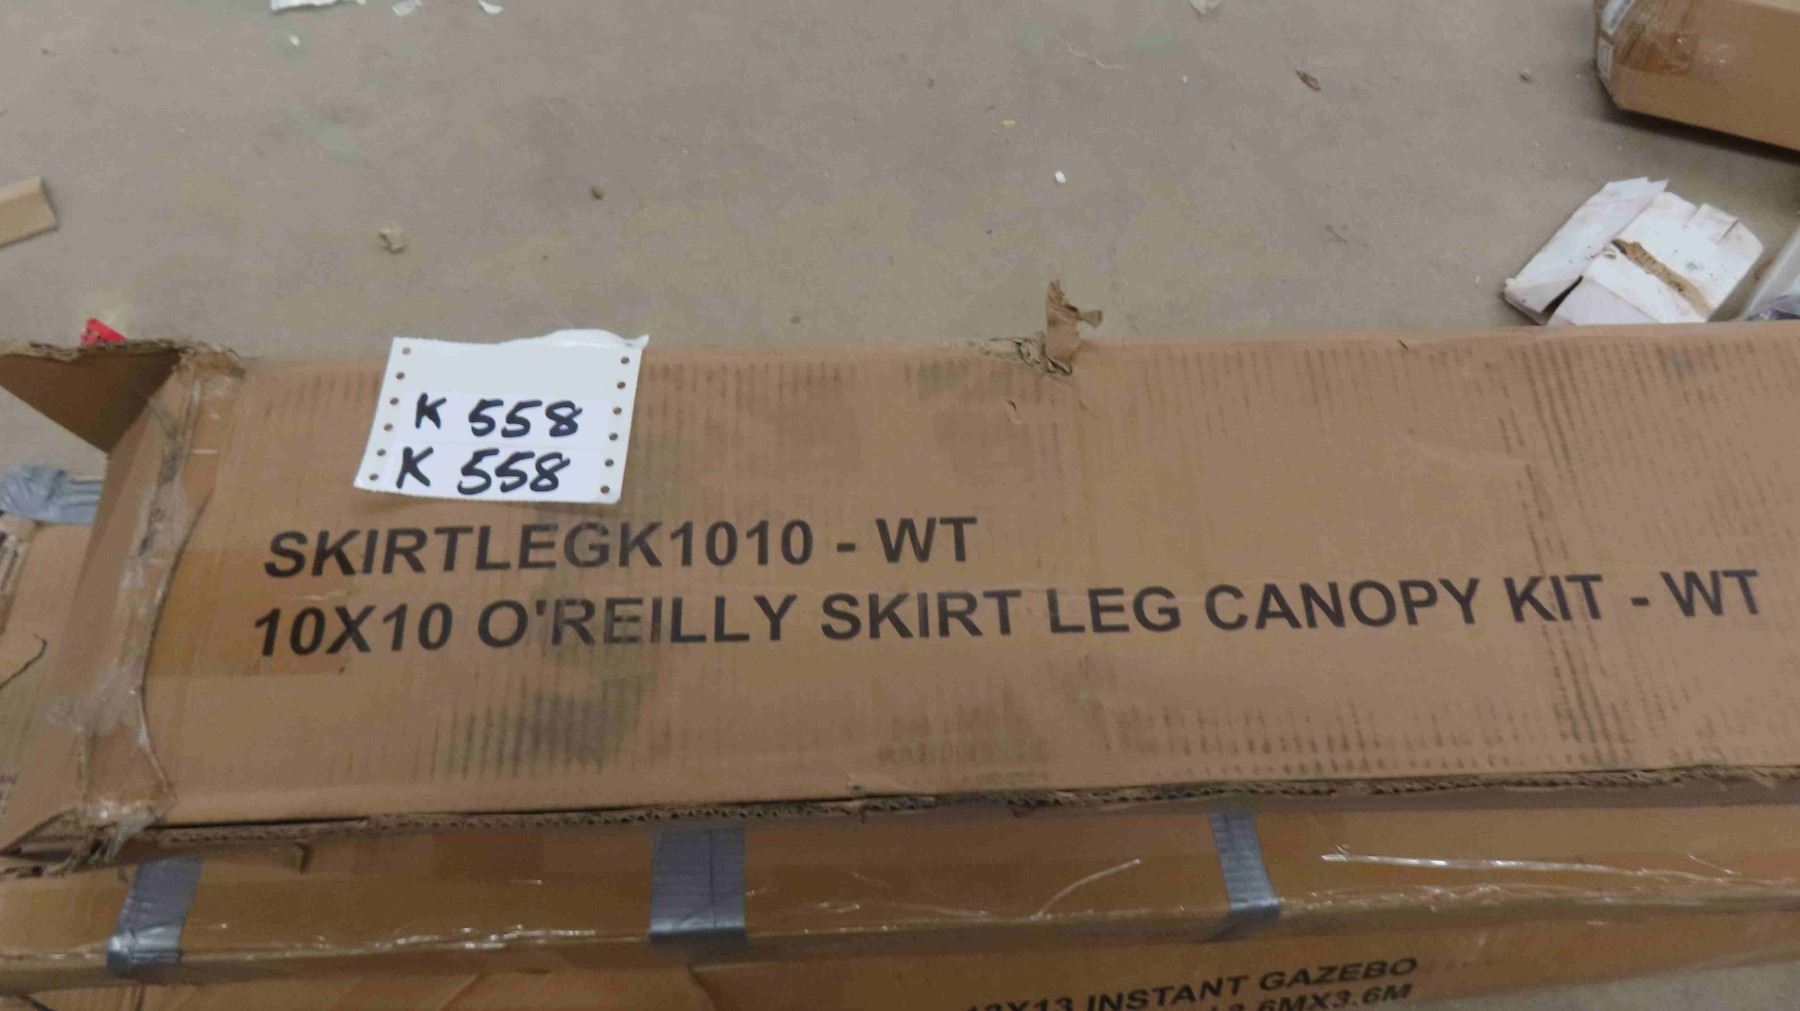 K 558
K 558
SKIRTLEGK1010 - WT
10X10 O'REILLY SKIRT LEG CANOPY KIT - WT
INSTANT GAZEBO